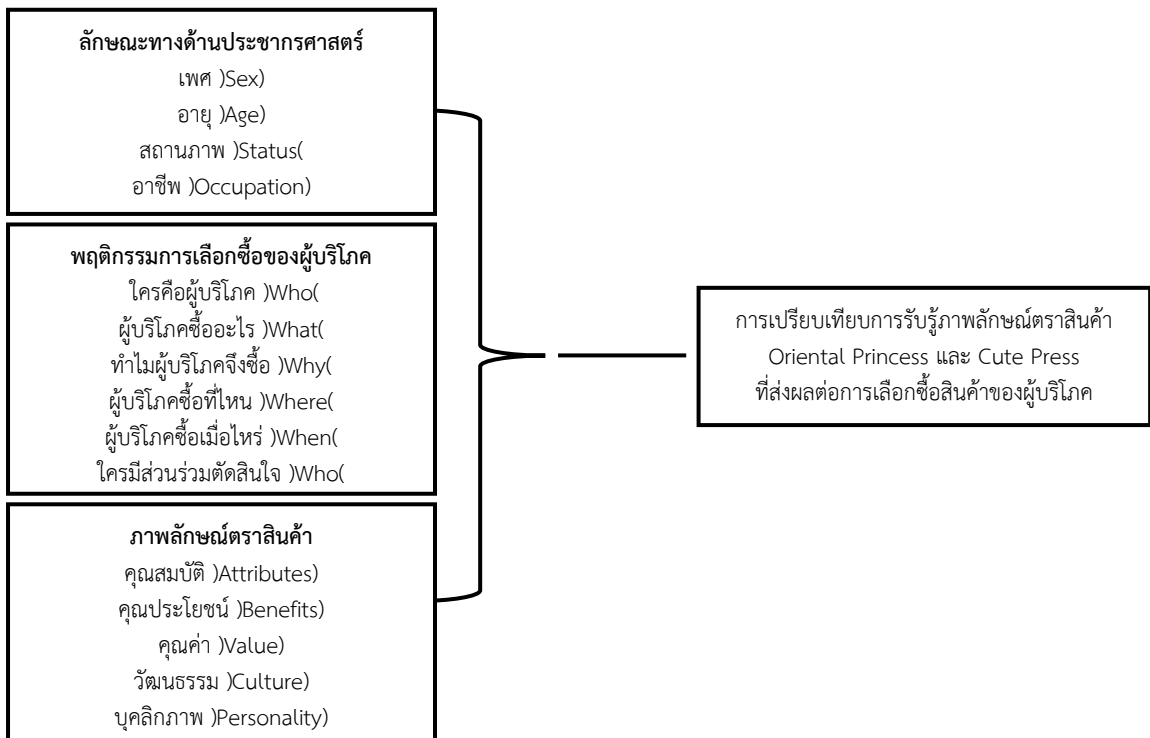 ลักษณะทางด้านประชากรศาสตร์
เพศ )Sex)
อายุ )Age)
สถานภาพ )Status(
อาชีพ )Occupation)
พฤติกรรมการเลือกซื้อของผู้บริโภค
ใครคือผู้บริโภค )Who(
ผู้บริโภคซื้ออะไร )What(
ทำไมผู้บริโภคจึงซื้อ )Why(
ผู้บริโภคซื้อที่ไหน )Where(
ผู้บริโภคซื้อเมื่อไหร่ )When(
ใครมีส่วนร่วมตัดสินใจ )Who(
ภาพลักษณ์ตราสินค้า
คุณสมบัติ )Attributes)
คุณประโยชน์ )Benefits)
คุณค่า )Value)
วัฒนธรรม )Culture)
บุคลิกภาพ )Personality)
การเปรียบเทียบการรับรู้ภาพลักษณ์ตราสินค้า
Oriental Princess และ Cute Press
ที่ส่งผลต่อการเลือกซื้อสินค้าของผู้บริโภค